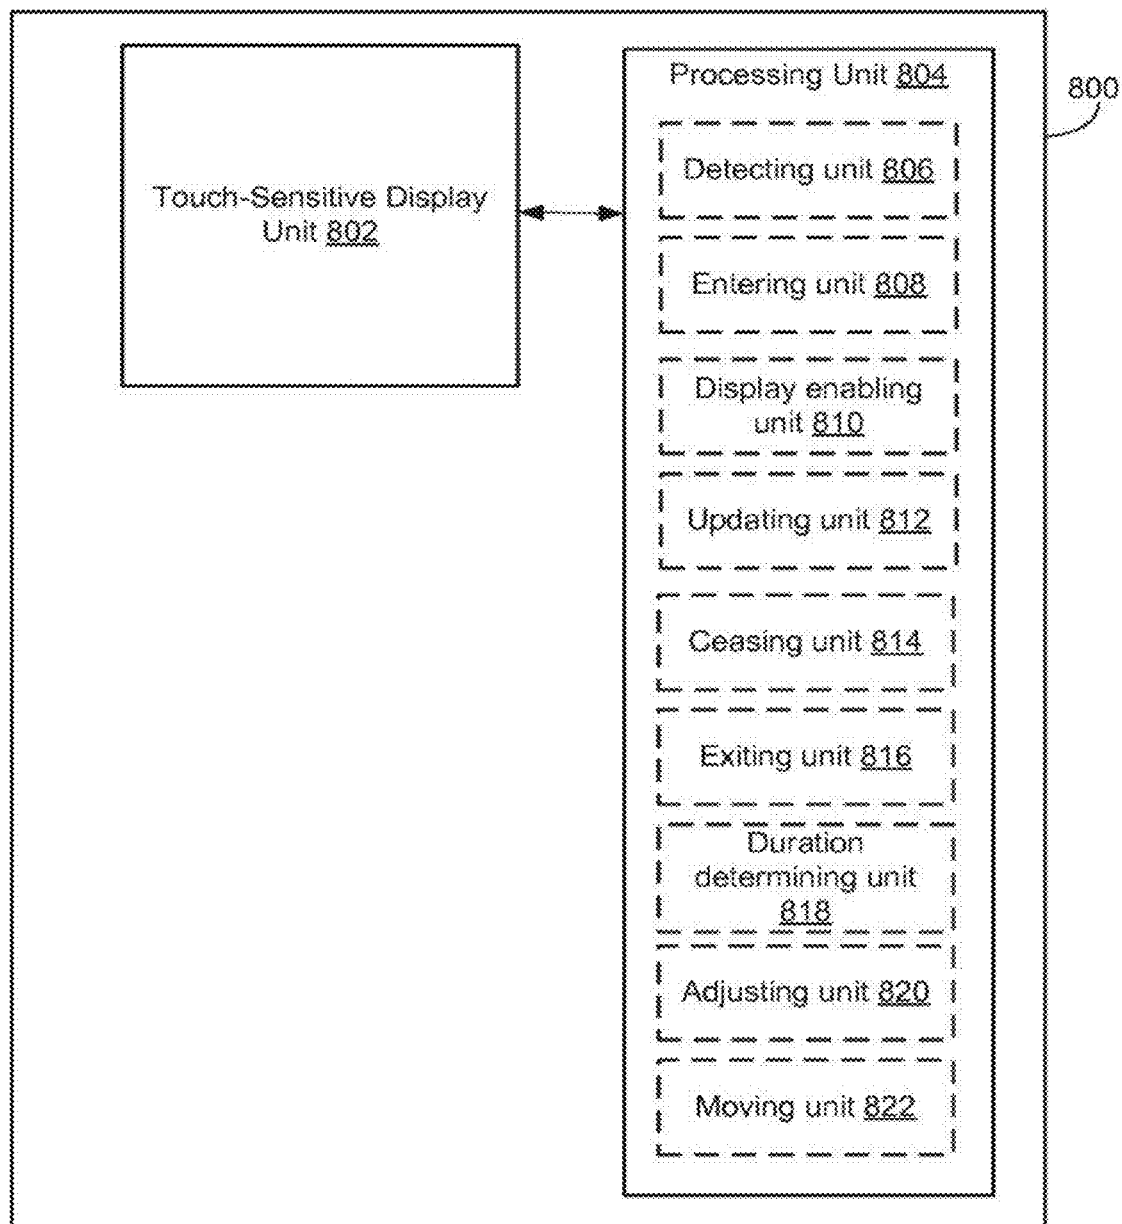 Touch-Sensitive Display
Unit 802
Processing Unit 804
800
Detecting unit 806
Entering unit 808
Display enabling
unit 810
Updating unit 812
Ceasing unit 814
Exiting unit 816
Duration
determining unit
818
Adjusting unit 820
Moving unit 822